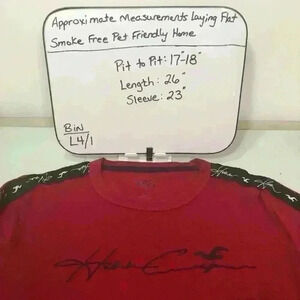 Approximate Measurements Laying Flat
Smoke Free Pet Friendly Home
Pit to Pit: 17"-18"
Length: 26"
Sleeve: 23"
BiN
L4/1